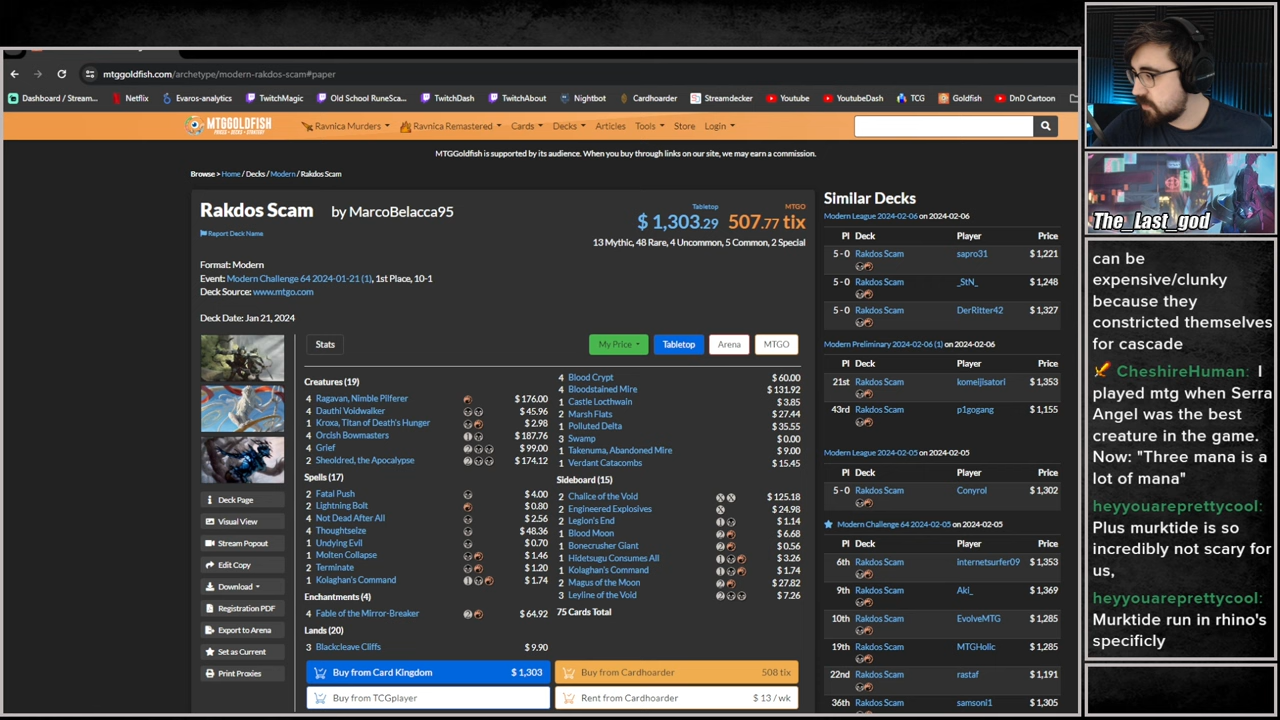 mtggoldfish.com/archetype/modern-rakdos-scam#paper
Dashboard / Stream... Netflix Evaros-analytics TwitchMagic Old School RuneSca... TwitchDash TwitchAbout Nightbot Cardhoarder Streamdecker Youtube YoutubeDash TCG Goldfish DnD Cartoon
MTGGOLDFISH Ravnica Murders Ravnica Remastered Cards Decks Articles Tools Store Login
MTGGoldfish is supported by its audience. When you buy through links on our site, we may earn a commission.
Browse > Home / Decks / Modern / Rakdos Scam
Rakdos Scam by MarcoBelacca95
Report Deck Name
Tabletop MTGO
$ 1,303.29 507.77 tix
13 Mythic, 48 Rare, 4 Uncommon, 5 Common, 2 Special
Format: Modern
Event: Modern Challenge 64 2024-01-21 (1), 1st Place, 10-1
Deck Source: www.mtgo.com
Deck Date: Jan 21, 2024
Stats My Price Tabletop Arena MTGO
Deck Page
Visual View
Stream Popout
Edit Copy
Download
Registration PDF
Export to Arena
Set as Current
Print Proxies
Creatures (19)
4 Ragavan, Nimble Pilferer $ 176.00
4 Dauthi Voidwalker $ 45.96
1 Kroxa, Titan of Death's Hunger $ 2.98
4 Orcish Bowmasters 1 $ 187.76
4 Grief 2 $ 99.00
2 Sheoldred, the Apocalypse 2 $ 174.12
Spells (17)
2 Fatal Push $ 4.00
2 Lightning Bolt $ 0.80
4 Not Dead After All $ 2.56
4 Thoughtseize $ 48.36
1 Undying Evil $ 0.70
1 Molten Collapse $ 1.46
2 Terminate $ 1.20
1 Kolaghan's Command 1 $ 1.74
Enchantments (4)
4 Fable of the Mirror-Breaker 2 $ 64.92
Lands (20)
3 Blackcleave Cliffs $ 9.90
4 Blood Crypt $ 60.00
4 Bloodstained Mire $ 131.92
1 Castle Locthwain $ 3.85
2 Marsh Flats $ 27.44
1 Polluted Delta $ 35.55
3 Swamp $ 0.00
1 Takenuma, Abandoned Mire $ 9.00
1 Verdant Catacombs $ 15.45
Sideboard (15)
2 Chalice of the Void X X $ 125.18
2 Engineered Explosives X $ 24.98
2 Legion's End 1 $ 1.14
1 Blood Moon 2 $ 6.68
1 Bonecrusher Giant 2 $ 0.56
1 Hidetsugu Consumes All 1 $ 3.26
1 Kolaghan's Command 1 $ 1.74
2 Magus of the Moon 2 $ 27.82
3 Leyline of the Void 2 $ 7.26
75 Cards Total
Buy from Card Kingdom $ 1,303
Buy from Cardhoarder 508 tix
Buy from TCGplayer
Rent from Cardhoarder $ 13 / wk
Similar Decks
Modern League 2024-02-06 on 2024-02-06
Pl Deck Player Price
5 - 0 Rakdos Scam sapro31 $ 1,221
5 - 0 Rakdos Scam _StN_ $ 1,248
5 - 0 Rakdos Scam DerRitter42 $ 1,327
Modern Preliminary 2024-02-06 (1) on 2024-02-06
Pl Deck Player Price
21st Rakdos Scam komeijisatori $ 1,353
43rd Rakdos Scam p1gogang $ 1,155
Modern League 2024-02-05 on 2024-02-05
Pl Deck Player Price
5 - 0 Rakdos Scam Conyrol $ 1,302
Modern Challenge 64 2024-02-05 on 2024-02-05
Pl Deck Player Price
6th Rakdos Scam internetsurfer09 $ 1,353
9th Rakdos Scam Akl_ $ 1,369
10th Rakdos Scam EvolveMTG $ 1,285
19th Rakdos Scam MTGHolic $ 1,285
22nd Rakdos Scam rastaf $ 1,191
36th Rakdos Scam samsoni1 $ 1,305
The_Last_god
can be
expensive/clunky
because they
constricted themselves
for cascade
CheshireHuman: I
played mtg when Serra
Angel was the best
creature in the game.
Now: "Three mana is a
lot of mana"
heyyouareprettycool:
Plus murktide is so
incredibly not scary for
us,
heyyouareprettycool:
Murktide run in rhino's
specificly